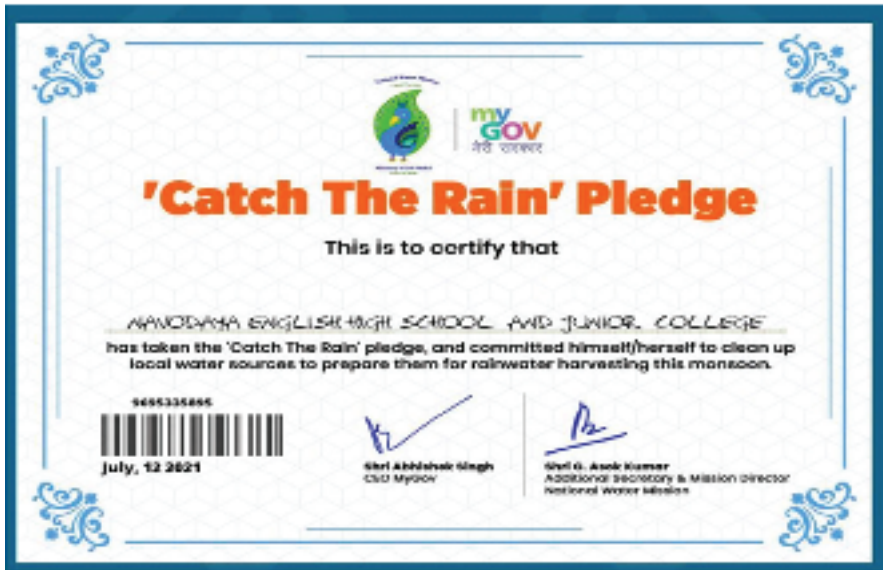 my
GOV
मेरी सरकार
'Catch The Rain' Pledge
This is to certify that
NAVODAYA ENGLISH HIGH SCHOOL AND JUNIOR COLLEGE
has taken the 'Catch The Rain' pledge, and committed himself/herself to clean up
local water sources to prepare them for rainwater harvesting this monsoon.
9695335895
July, 12 2021
Shri Abhishek Singh
CEO MyGov
Shri G. Asok Kumar
Additional Secretary & Mission Director
National Water Mission